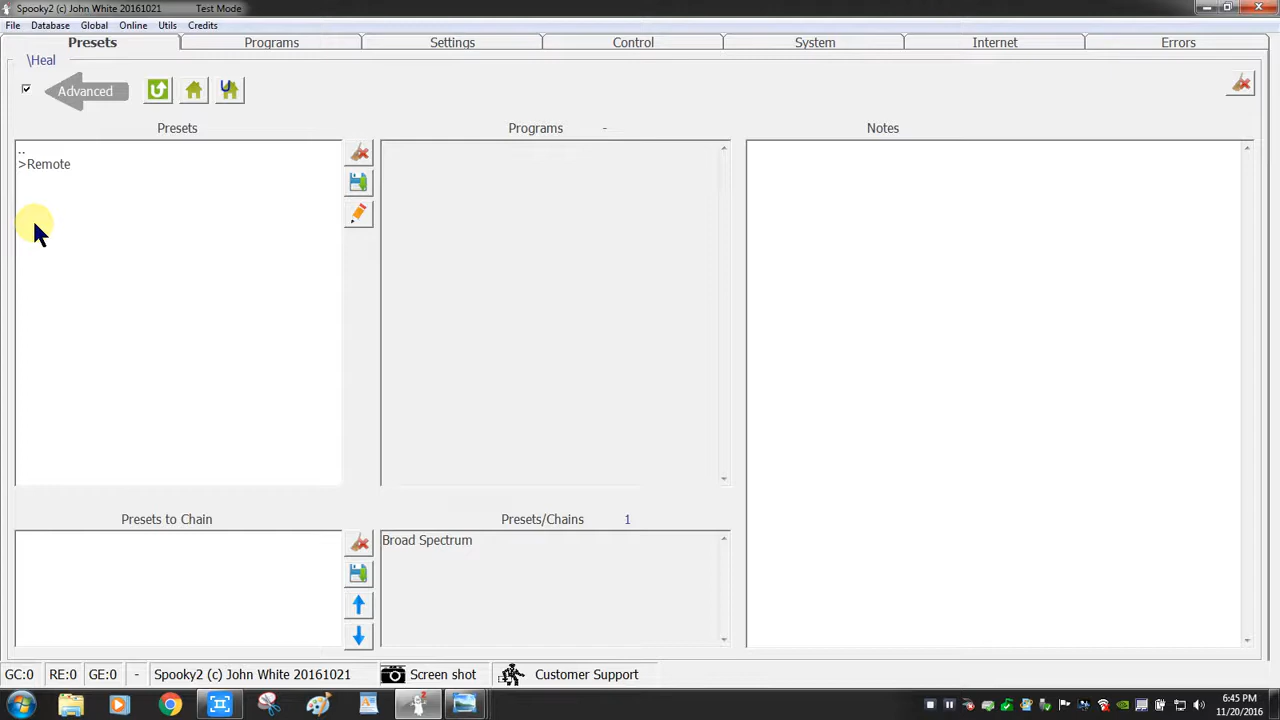 Spooky2 (c) John White 20161021 Test Mode
File Database Global Online Utils Credits
Presets Programs Settings Control System Internet Errors
\Heal
Advanced
Presets Programs - Notes
..
>Remote
Presets to Chain Presets/Chains 1
Broad Spectrum
GC:0 RE:0 GE:0 - Spooky2 (c) John White 20161021 Screen shot Customer Support
6:45 PM
11/20/2016